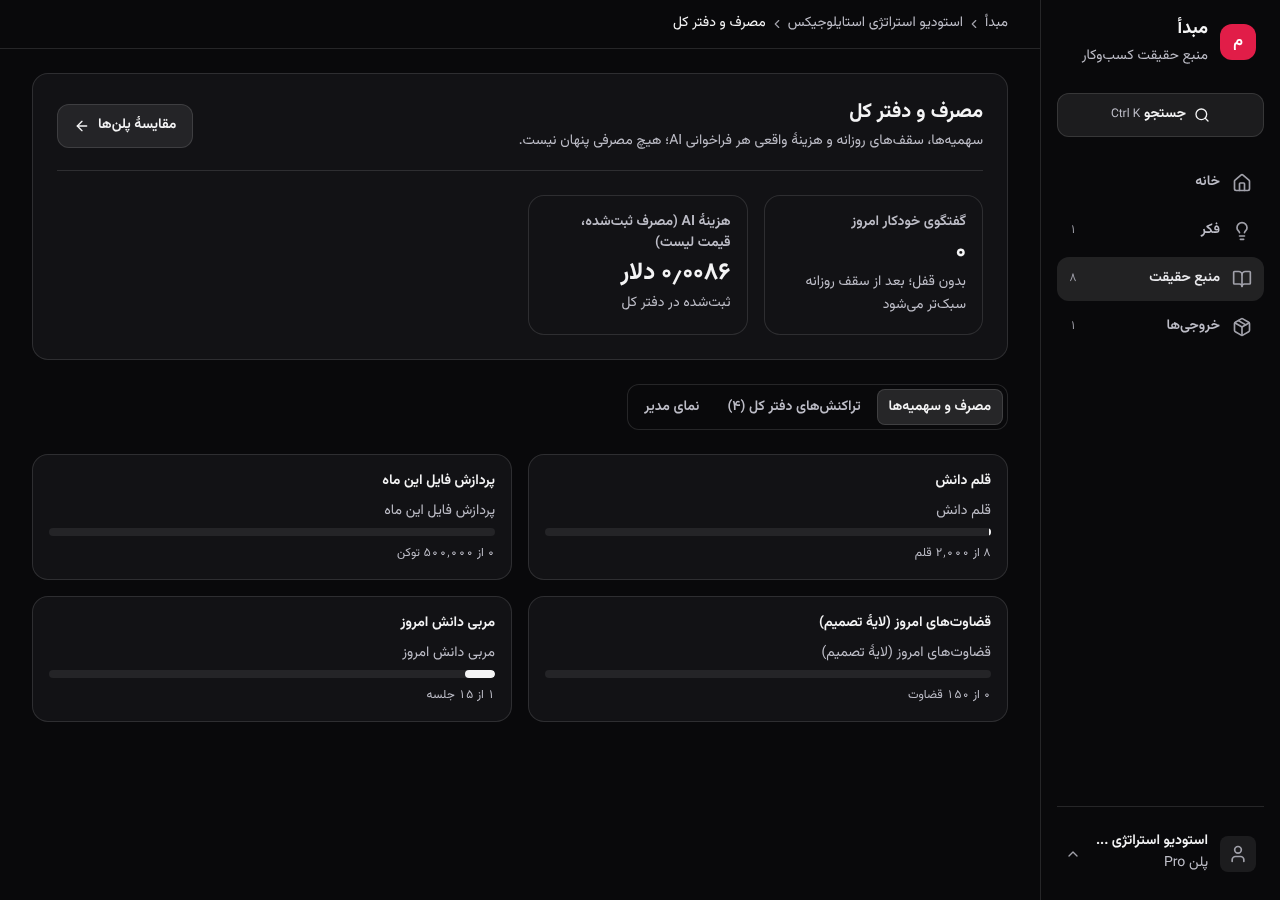 مبدأ
منبع حقیقت کسب‌وکار
م
جستجو Ctrl K
خانه
فکر ۱
منبع حقیقت ۸
خروجی‌ها ۱
استودیو استراتژی ...
پلن Pro
مبدأ › استودیو استراتژی استایلوجیکس › مصرف و دفتر کل
مصرف و دفتر کل
سهمیه‌ها، سقف‌های روزانه و هزینهٔ واقعی هر فراخوانی AI؛ هیچ مصرفی پنهان نیست.
مقایسهٔ پلن‌ها ←
گفتگوی خودکار امروز
۰
بدون قفل؛ بعد از سقف روزانه
سبک‌تر می‌شود
هزینهٔ AI (مصرف ثبت‌شده،
قیمت لیست)
۰٫۰۰۸۶ دلار
ثبت‌شده در دفتر کل
مصرف و سهمیه‌ها
تراکنش‌های دفتر کل (۴)
نمای مدیر
قلم دانش
قلم دانش
۸ از ۲,۰۰۰ قلم
پردازش فایل این ماه
پردازش فایل این ماه
۰ از ۵۰۰,۰۰۰ توکن
قضاوت‌های امروز (لایهٔ تصمیم)
قضاوت‌های امروز (لایهٔ تصمیم)
۰ از ۱۵۰ قضاوت
مربی دانش امروز
مربی دانش امروز
۱ از ۱۵ جلسه